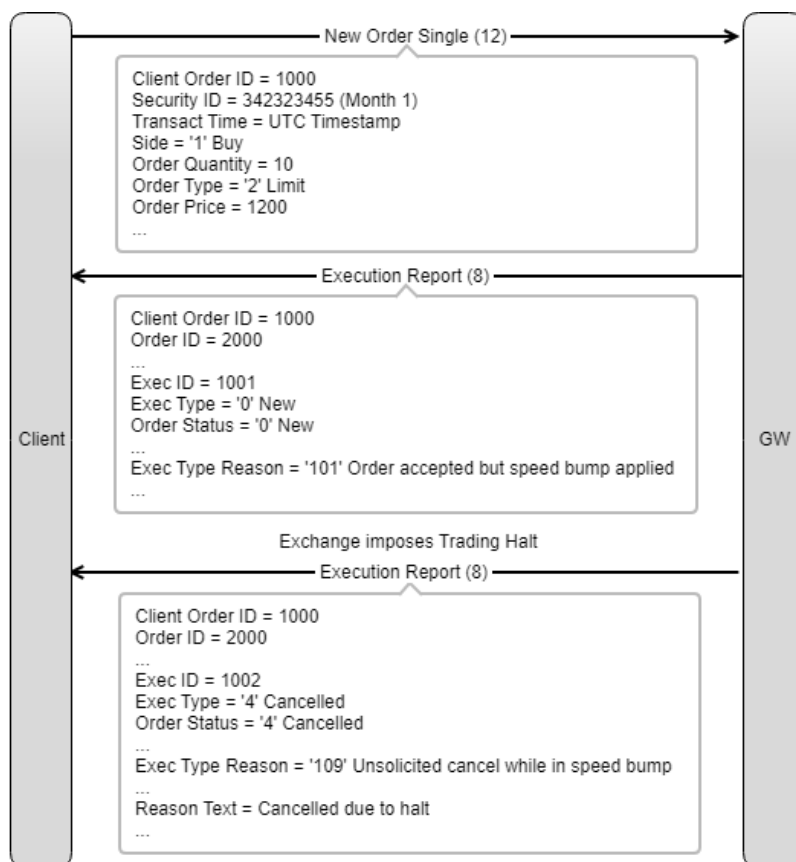 New Order Single (12)
Client Order ID = 1000
Security ID = 342323455 (Month 1)
Transact Time = UTC Timestamp
Side = '1' Buy
Order Quantity = 10
Order Type = '2' Limit
Order Price = 1200
...
Execution Report (8)
Client Order ID = 1000
Order ID = 2000
...
Exec ID = 1001
Exec Type = '0' New
Order Status = '0' New
...
Exec Type Reason = '101' Order accepted but speed bump applied
...
Client
GW
Exchange imposes Trading Halt
Execution Report (8)
Client Order ID = 1000
Order ID = 2000
...
Exec ID = 1002
Exec Type = '4' Cancelled
Order Status = '4' Cancelled
...
Exec Type Reason = '109' Unsolicited cancel while in speed bump
...
Reason Text = Cancelled due to halt
...